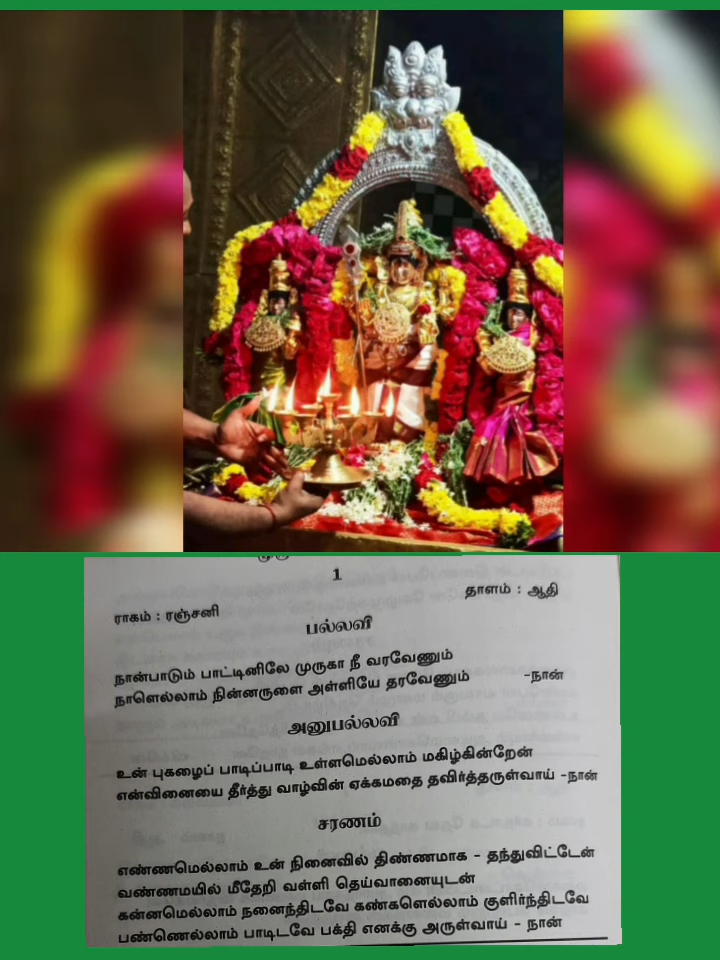 1
ராகம் : ரஞ்சனி
தாளம் : ஆதி
பல்லவி
நான்பாடும் பாட்டினிலே முருகா நீ வரவேணும்
நாளெல்லாம் நின்னருளை அள்ளியே தரவேணும் -நான்
அனுபல்லவி
உன் புகழைப் பாடிப்பாடி உள்ளமெல்லாம் மகிழ்கின்றேன்
என்வினையை தீர்த்து வாழ்வின் ஏக்கமதை தவிர்த்தருள்வாய் -நான்
சரணம்
எண்ணமெல்லாம் உன் நினைவில் திண்ணமாக - தந்துவிட்டேன்
வண்ணமயில் மீதேறி வள்ளி தெய்வானையுடன்
கன்னமெல்லாம் நனைந்திடவே கண்களெல்லாம் குளிர்ந்திடவே
பண்ணெல்லாம் பாடிடவே பக்தி எனக்கு அருள்வாய் - நான்